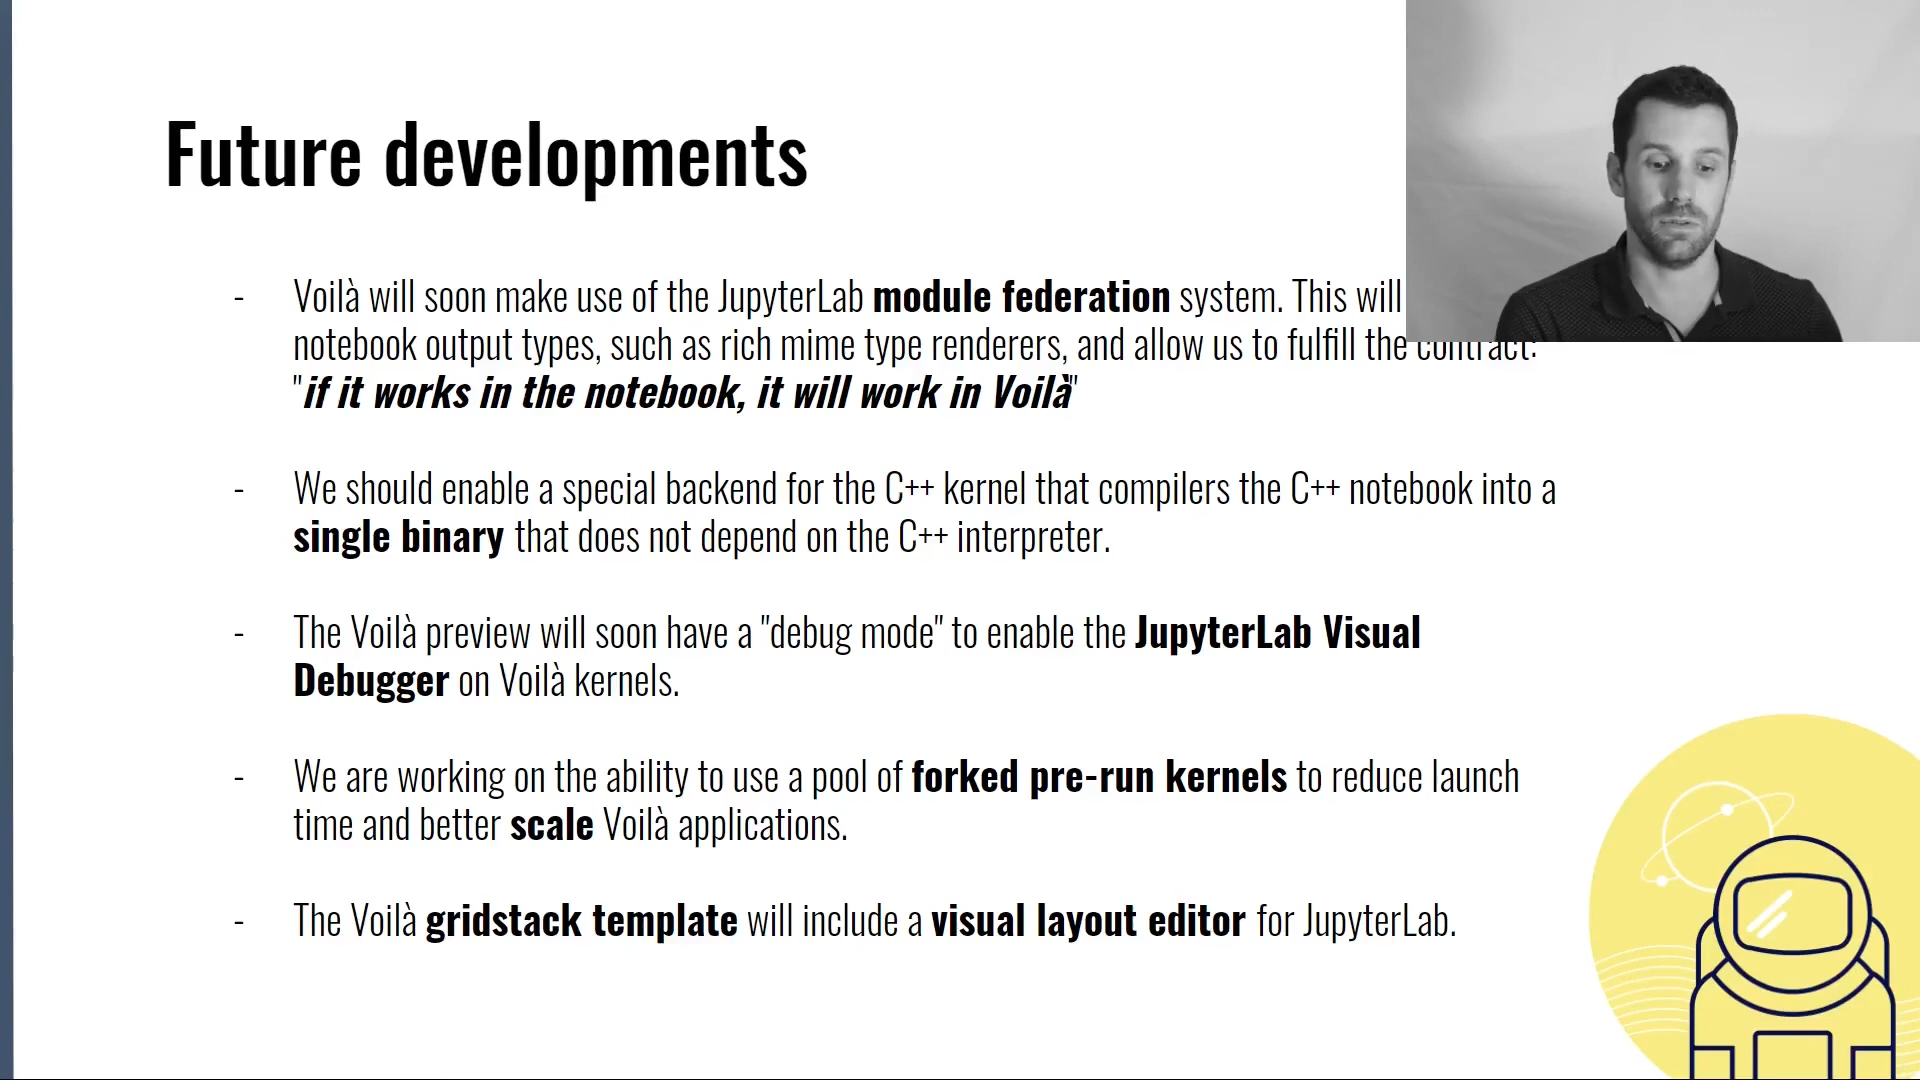 Future developments
- Voilà will soon make use of the JupyterLab module federation system. This will
notebook output types, such as rich mime type renderers, and allow us to fulfill the contract:
"if it works in the notebook, it will work in Voilà"
- We should enable a special backend for the C++ kernel that compilers the C++ notebook into a
single binary that does not depend on the C++ interpreter.
- The Voilà preview will soon have a "debug mode" to enable the JupyterLab Visual
Debugger on Voilà kernels.
- We are working on the ability to use a pool of forked pre-run kernels to reduce launch
time and better scale Voilà applications.
- The Voilà gridstack template will include a visual layout editor for JupyterLab.